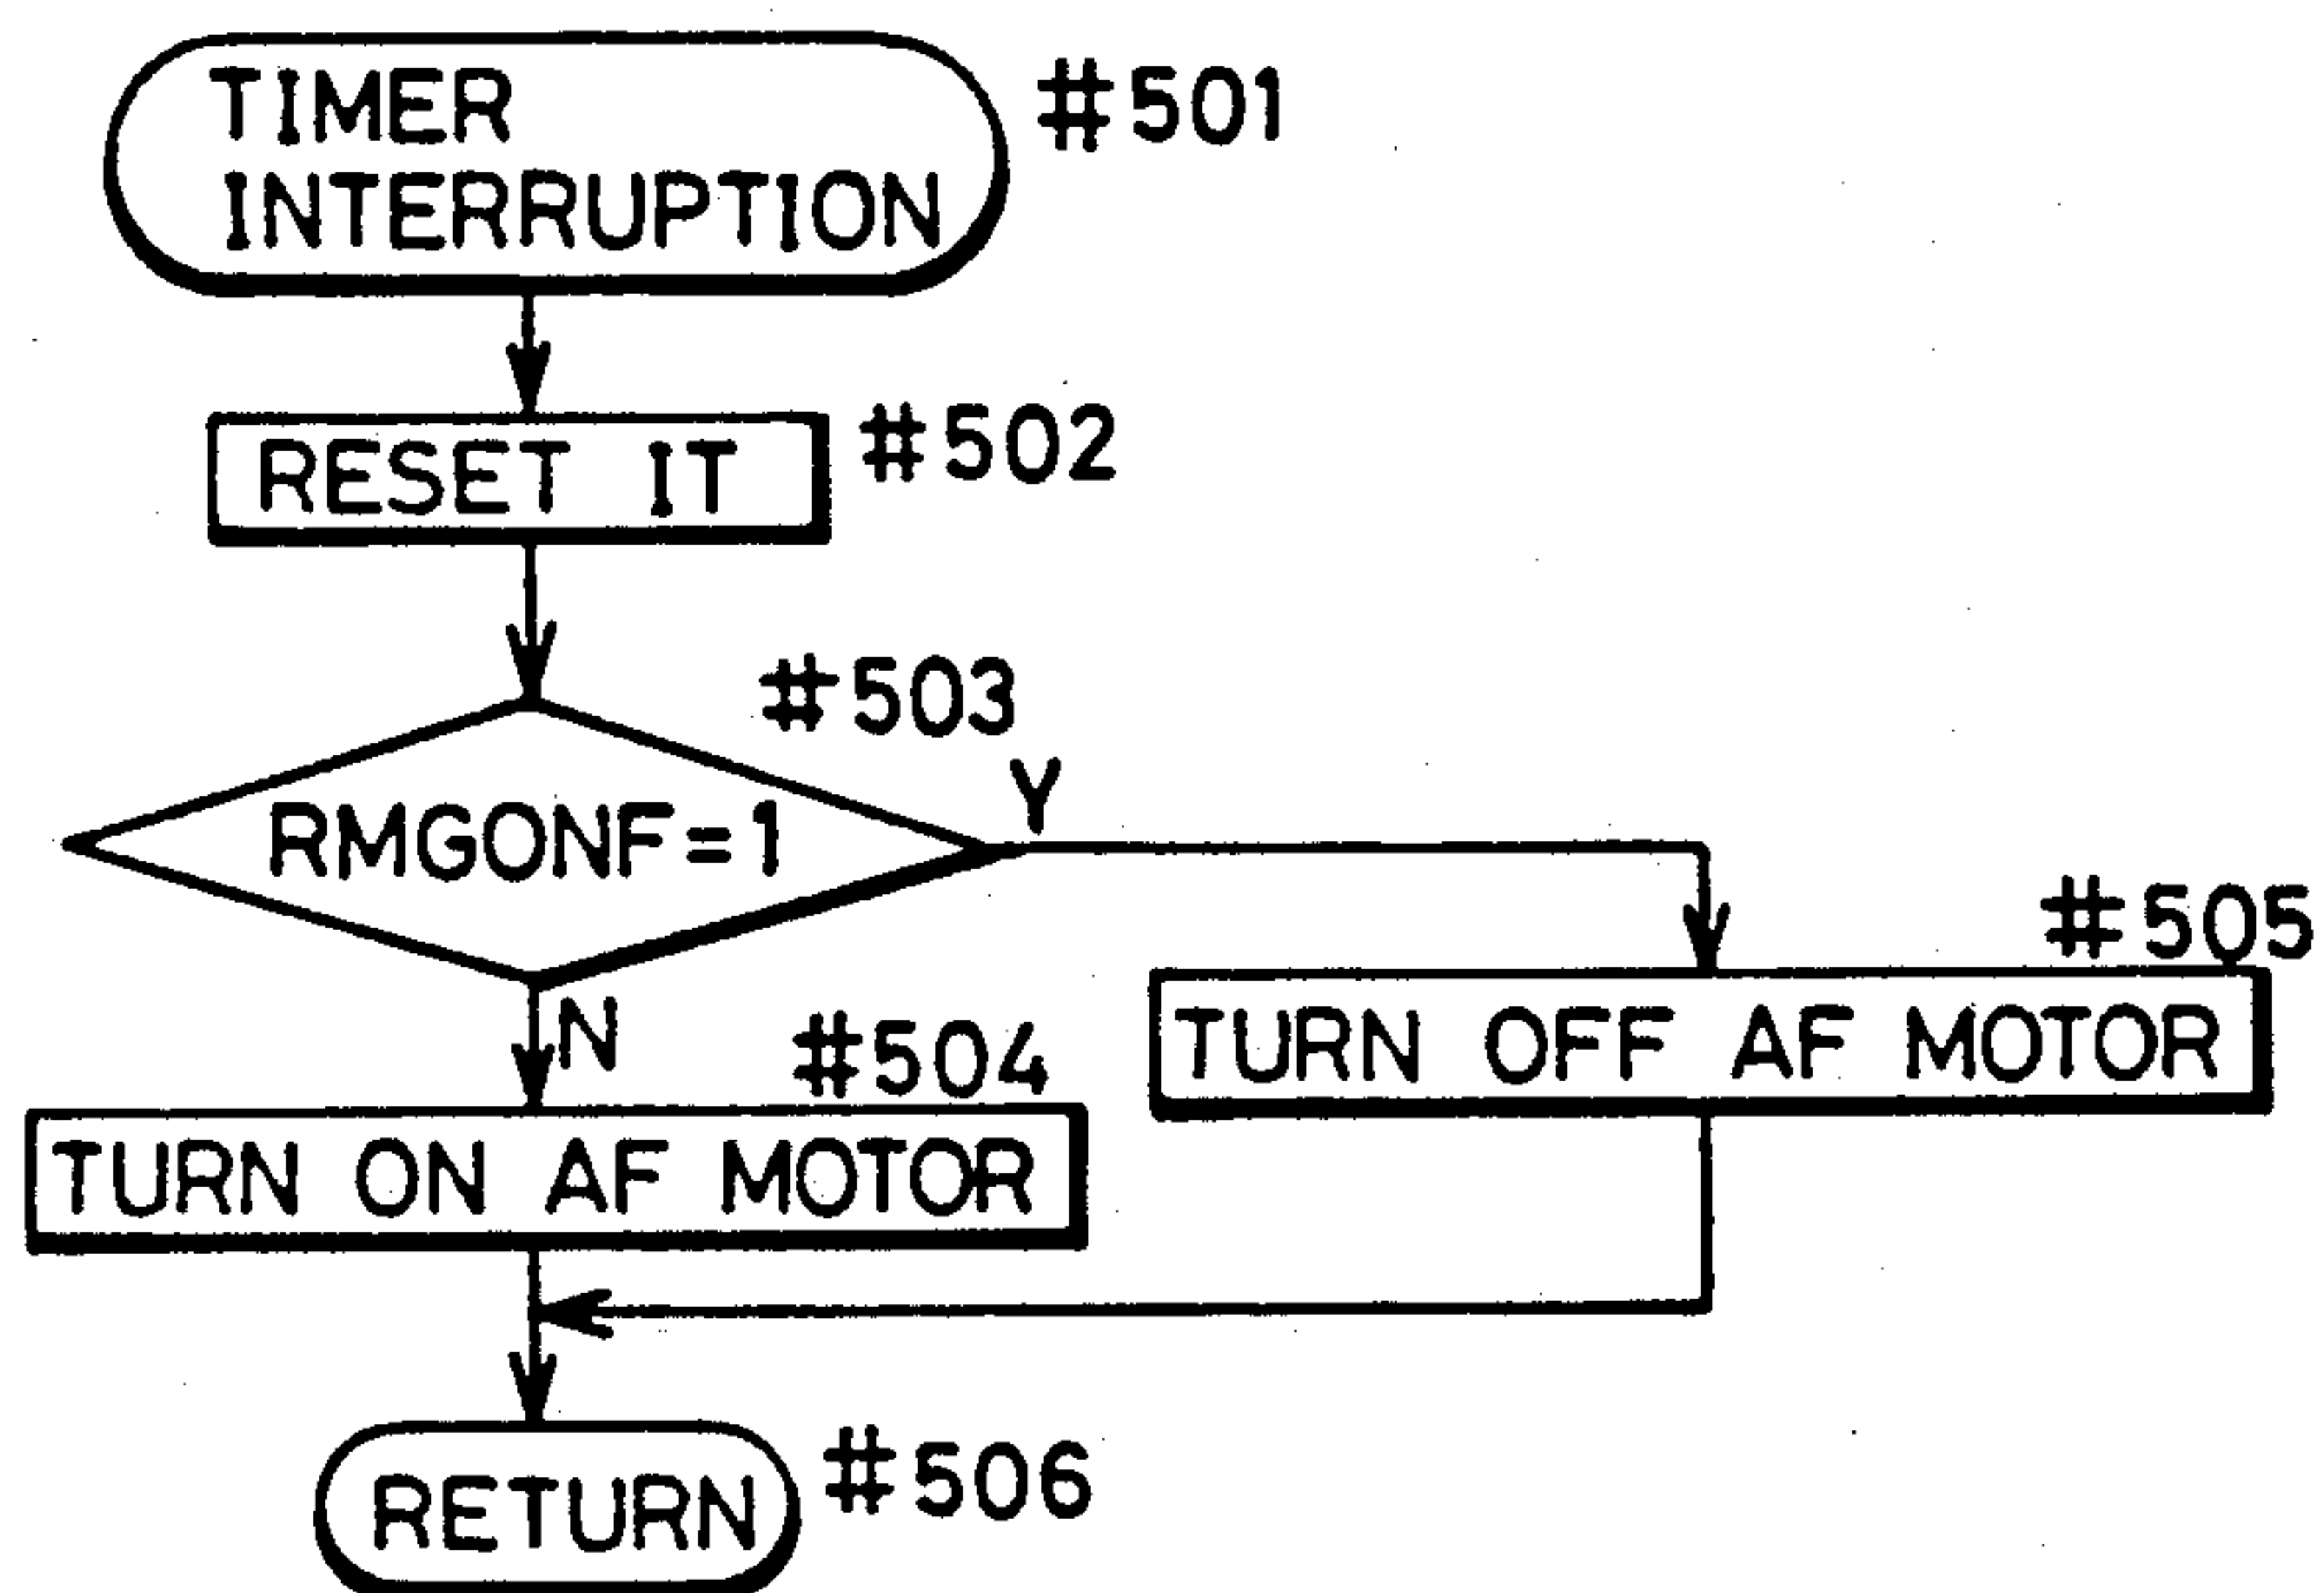 TIMER
INTERRUPTION
#501
RESET IT
#502
#503
RMGONF=1
Y
N
#504
#505
TURN OFF AF MOTOR
TURN ON AF MOTOR
RETURN
#506